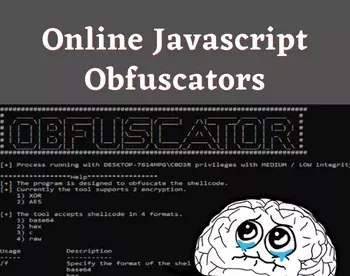 Online Javascript
Obfuscators
OBFUSCATOR
[+] Process running with DESKTOP-7614NPG\C0D3R privileges with MEDIUM / LOW integrit
Help
[+] The program is designed to obfuscate the shellcode.
[+] Currently the tool supports 2 encryption.
1) XOR
2) AES
[+] The tool accepts shellcode in 4 formats.
1) base64
2) hex
3) c
4) raw
Usage Description
/f Specify the format of the shel
base64
hex